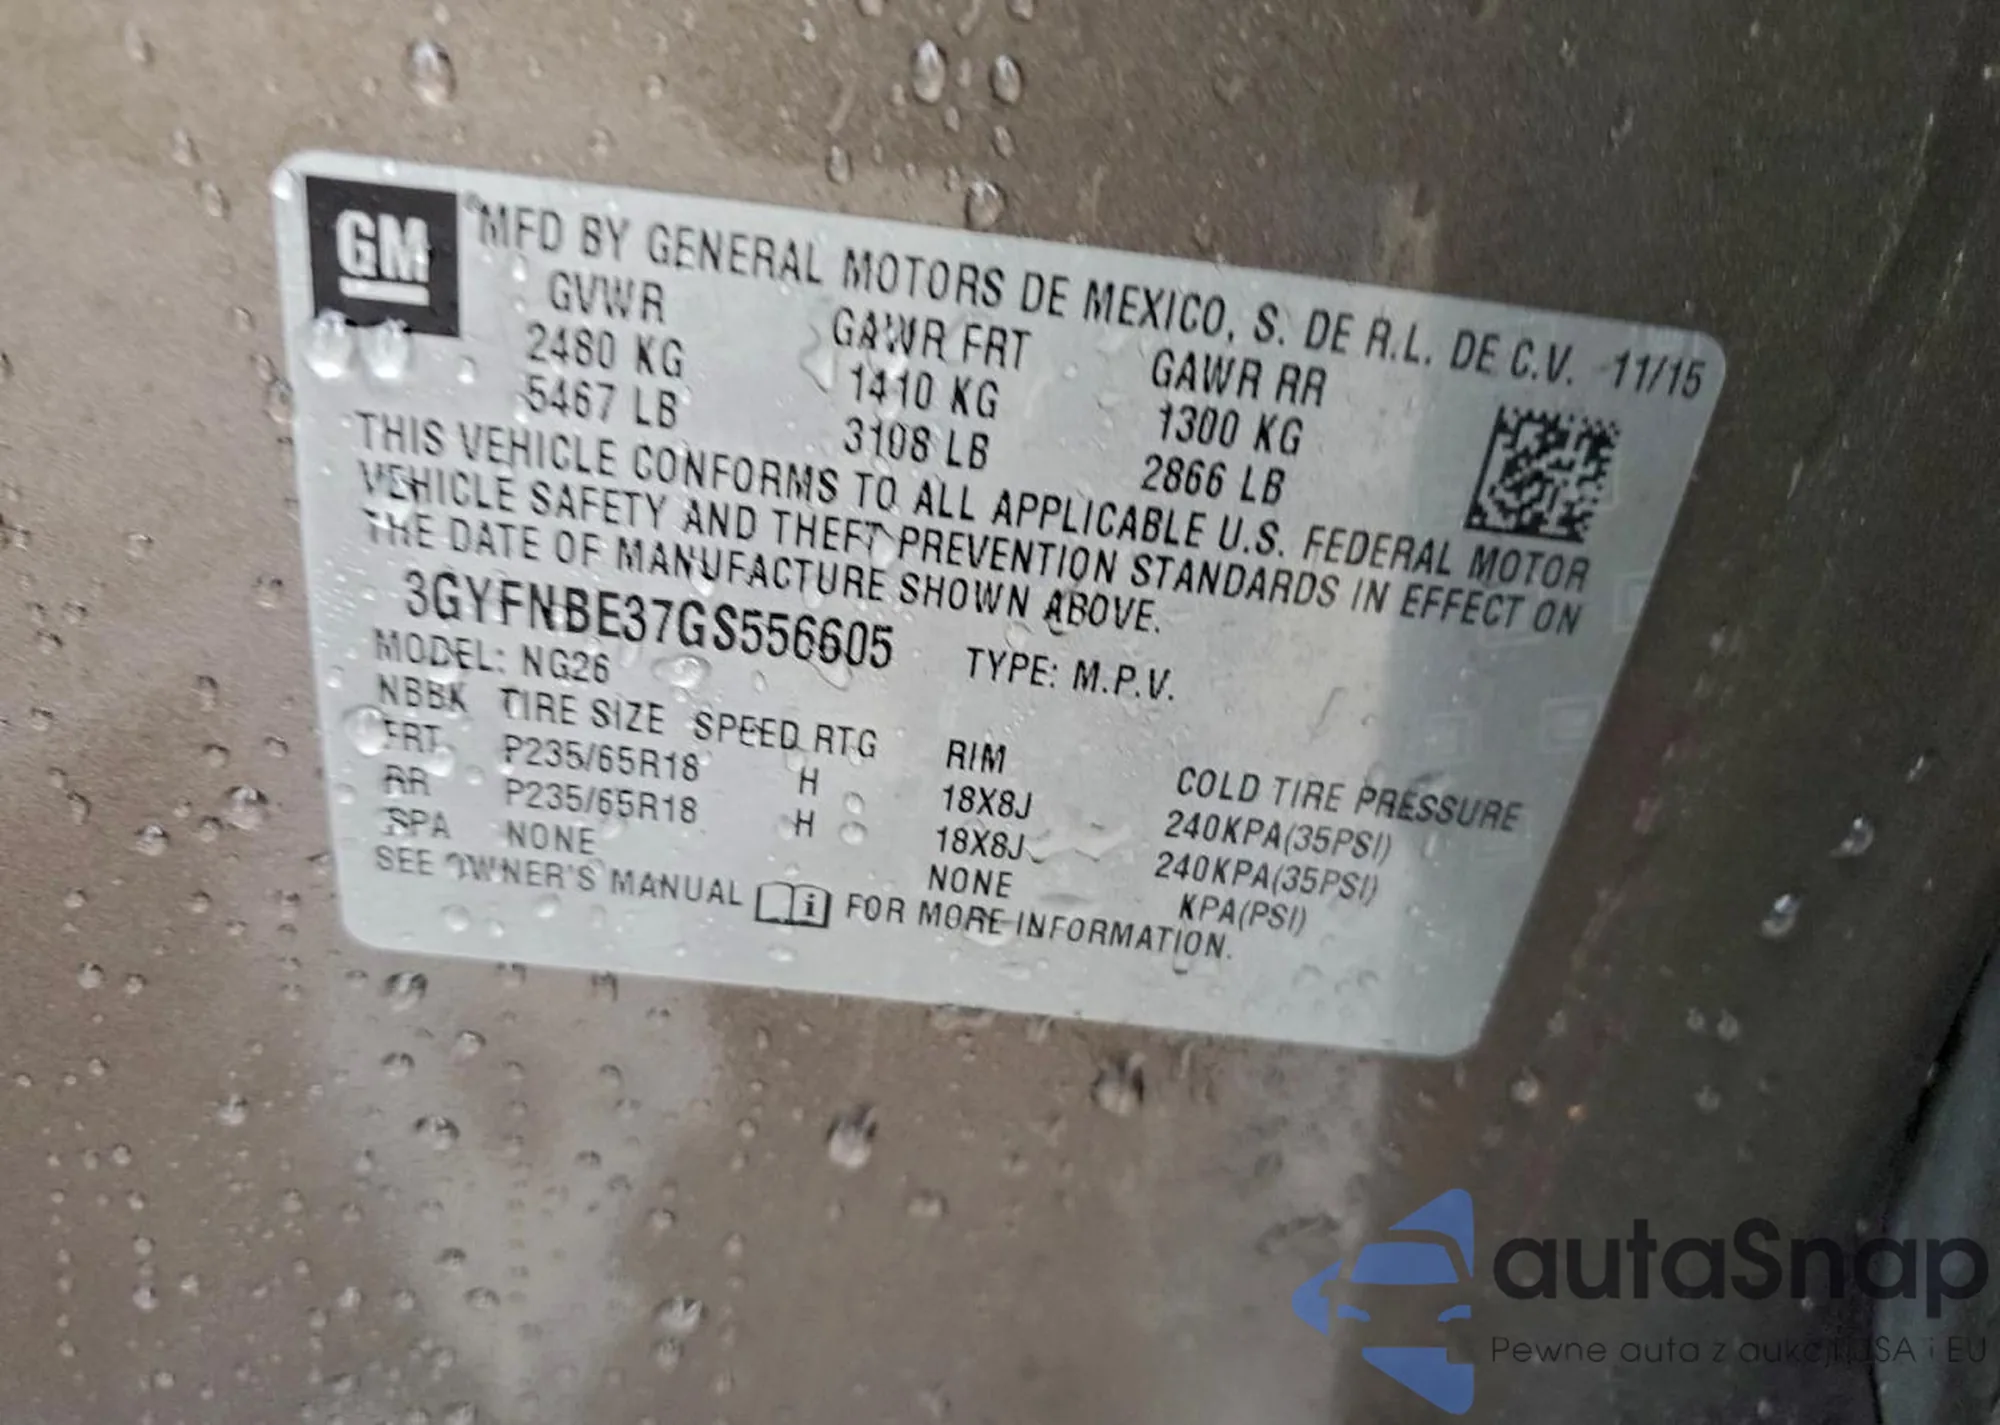 GM
MFD BY GENERAL MOTORS DE MEXICO, S. DE R.L. DE C.V. 11/15
GVWR GAWR FRT GAWR RR
2480 KG 1410 KG 1300 KG
5467 LB 3108 LB 2866 LB
THIS VEHICLE CONFORMS TO ALL APPLICABLE U.S. FEDERAL MOTOR
VEHICLE SAFETY AND THEFT PREVENTION STANDARDS IN EFFECT ON
THE DATE OF MANUFACTURE SHOWN ABOVE.
3GYFNBE37GS556605 TYPE: M.P.V.
MODEL: NG26
NBBK TIRE SIZE SPEED RTG RIM COLD TIRE PRESSURE
FRT P235/65R18 H 18X8J 240KPA(35PSI)
RR P235/65R18 H 18X8J 240KPA(35PSI)
SPA NONE NONE KPA(PSI)
SEE OWNER'S MANUAL i FOR MORE INFORMATION.
autaSnap
Pewne auta z aukcji USA i EU